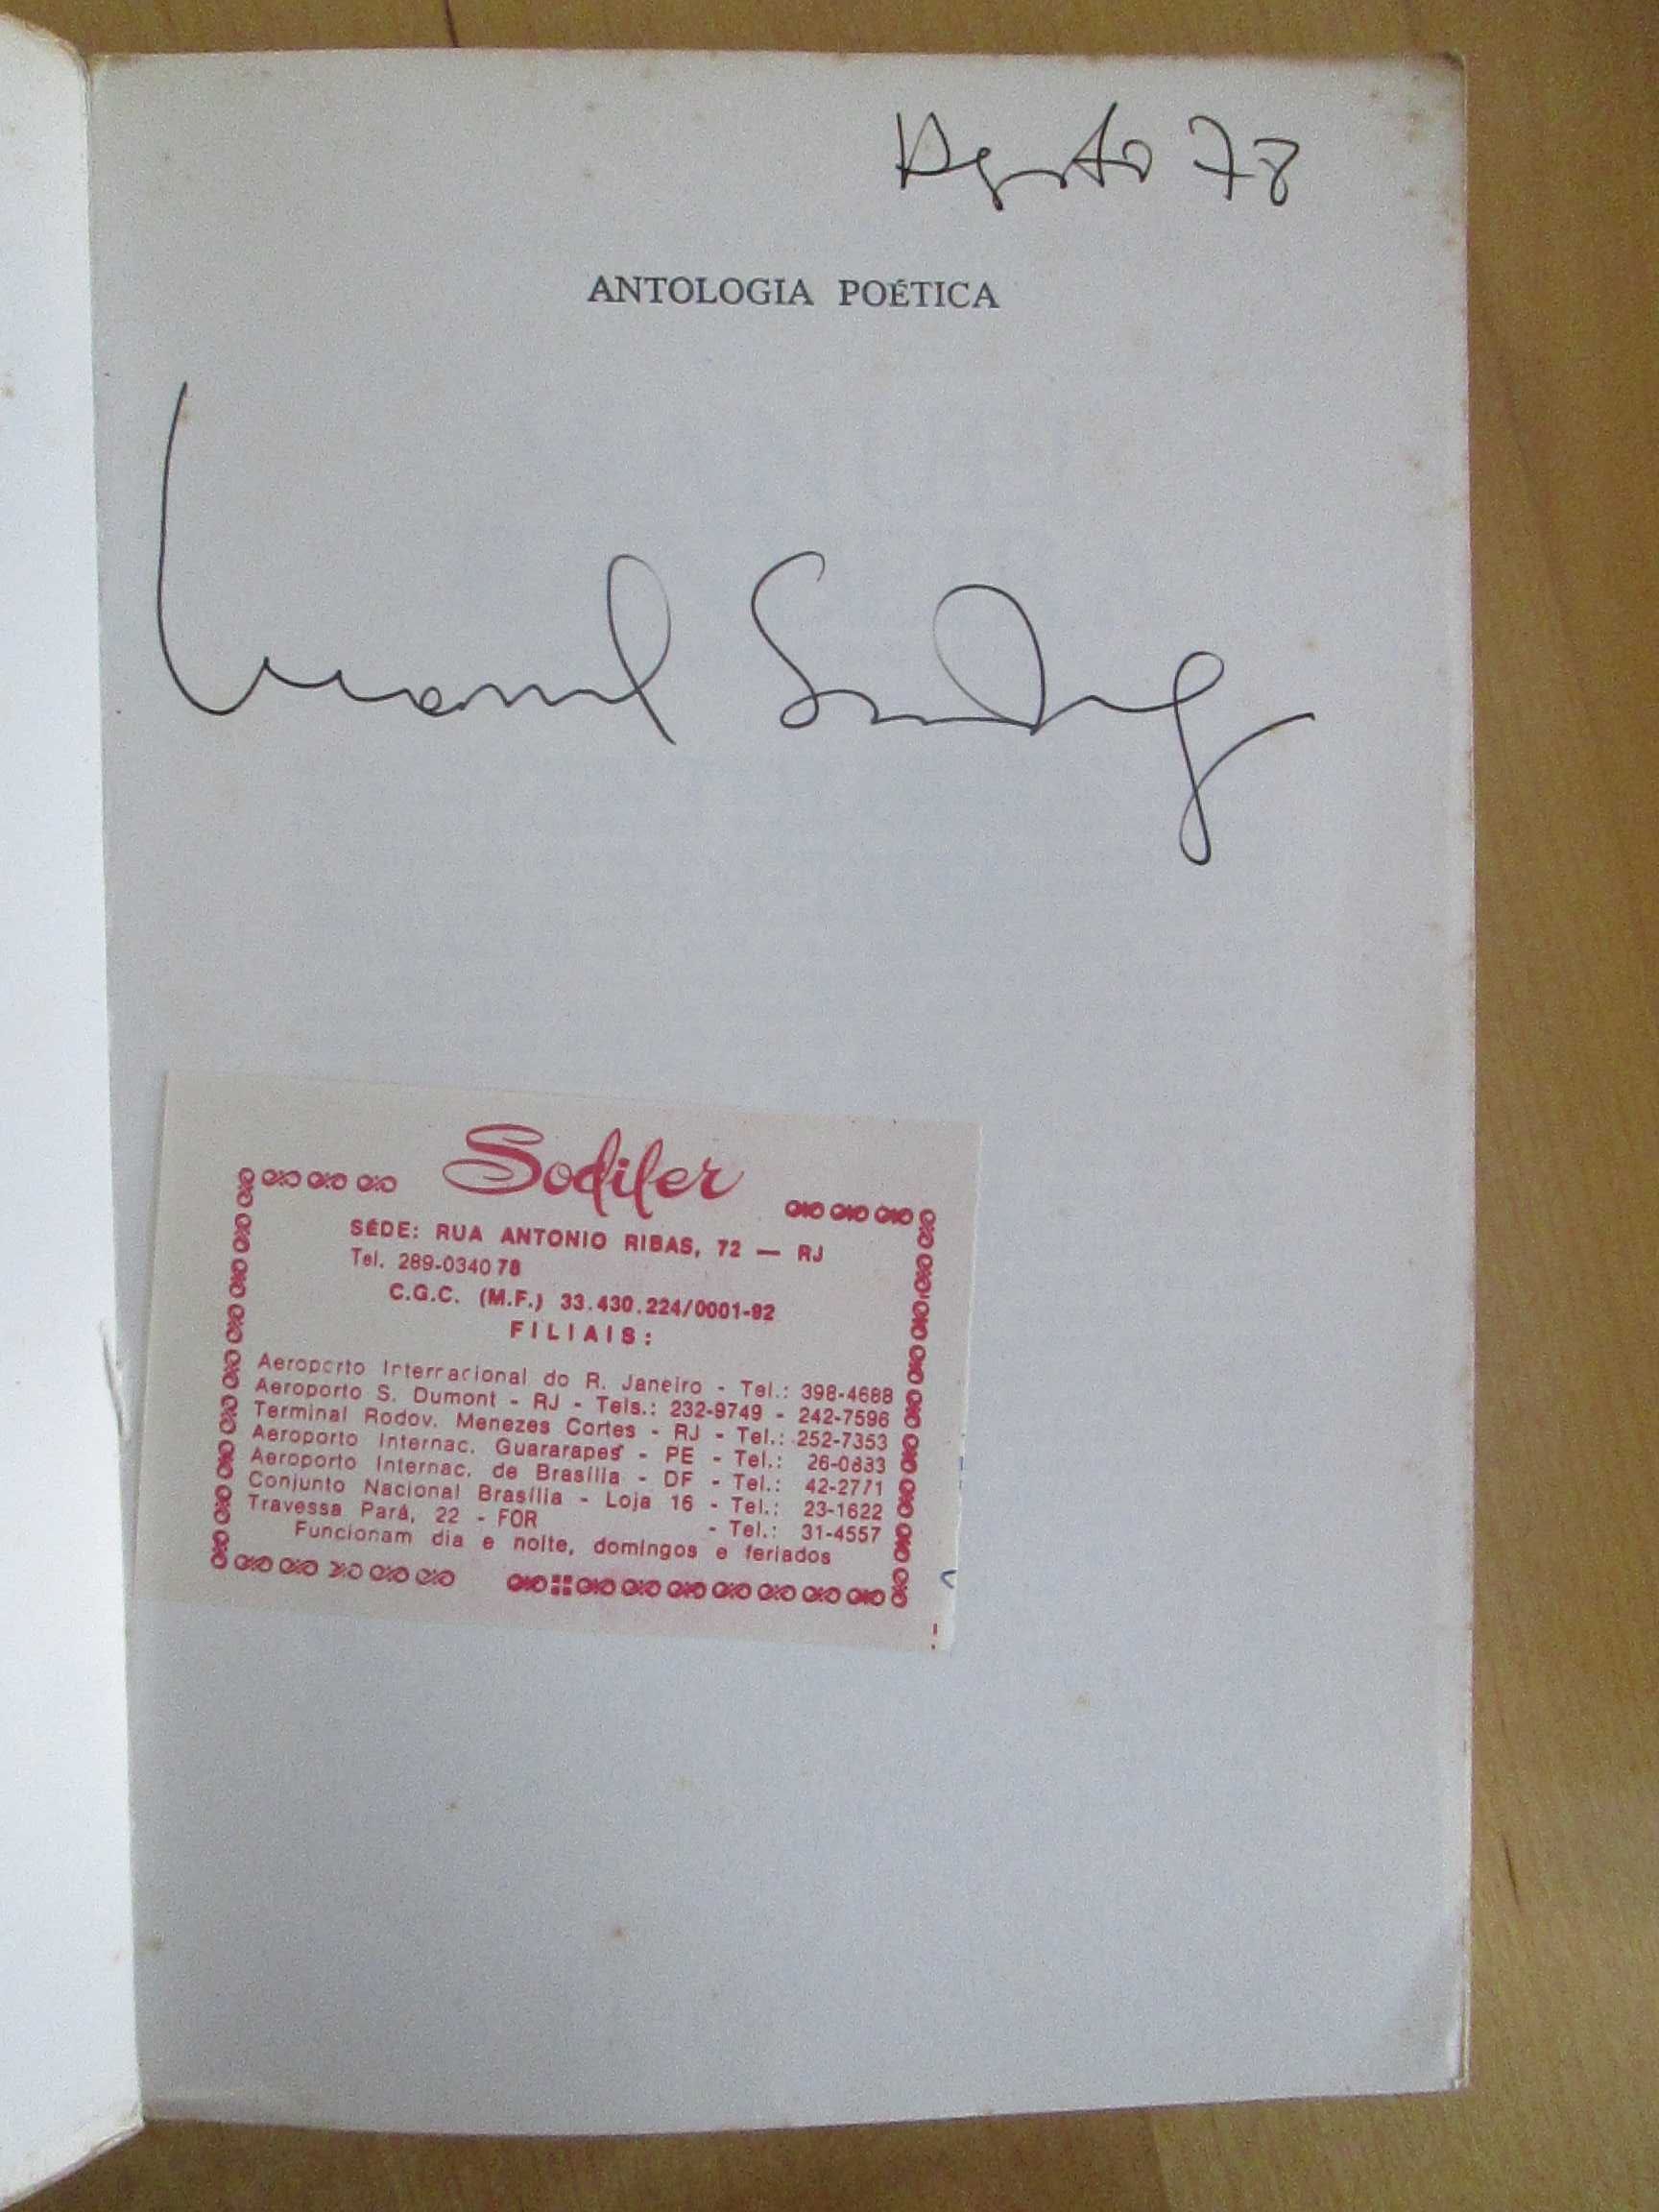 Agosto 78
ANTOLOGIA POÉTICA
Sodiler
SÉDE: RUA ANTONIO RIBAS, 72 — RJ
Tel. 289-0340 78
C.G.C. (M.F.) 33.430.224/0001-92
FILIAIS:
Aeroporto Internacional do R. Janeiro - Tel.: 398-4688
Aeroporto S. Dumont - RJ - Tels.: 232-9749 - 242-7596
Terminal Rodov. Menezes Cortes - RJ - Tel.: 252-7353
Aeroporto Internac. Guararapes - PE - Tel.: 26-0833
Aeroporto Internac. de Brasília - DF - Tel.: 42-2771
Conjunto Nacional Brasília - Loja 16 - Tel.: 23-1622
Travessa Pará, 22 - FOR - Tel.: 31-4557
Funcionam dia e noite, domingos e feriados